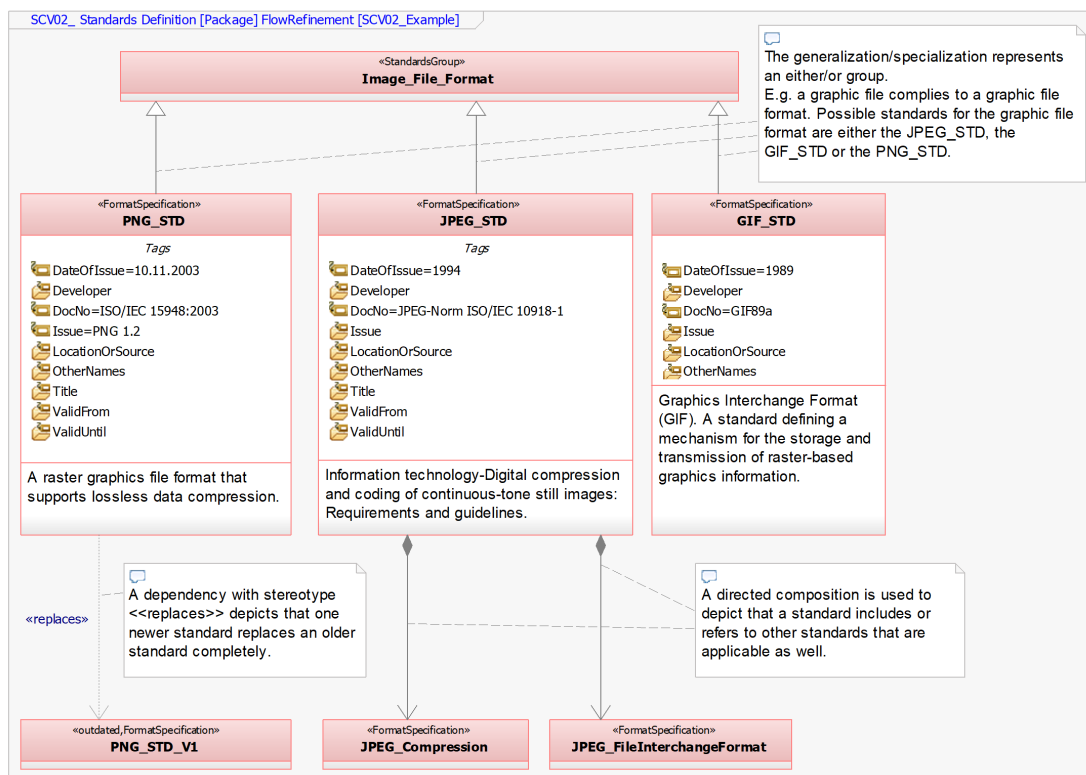 SCV02_ Standards Definition [Package] FlowRefinement [SCV02_Example]
«StandardsGroup»
Image_File_Format
The generalization/specialization represents
an either/or group.
E.g. a graphic file complies to a graphic file
format. Possible standards for the graphic file
format are either the JPEG_STD, the
GIF_STD or the PNG_STD.
«FormatSpecification»
PNG_STD
Tags
DateOfIssue=10.11.2003
Developer
DocNo=ISO/IEC 15948:2003
Issue=PNG 1.2
LocationOrSource
OtherNames
Title
ValidFrom
ValidUntil
A raster graphics file format that
supports lossless data compression.
«FormatSpecification»
JPEG_STD
Tags
DateOfIssue=1994
Developer
DocNo=JPEG-Norm ISO/IEC 10918-1
Issue
LocationOrSource
OtherNames
Title
ValidFrom
ValidUntil
Information technology-Digital compression
and coding of continuous-tone still images:
Requirements and guidelines.
«FormatSpecification»
GIF_STD
DateOfIssue=1989
Developer
DocNo=GIF89a
Issue
LocationOrSource
OtherNames
Graphics Interchange Format
(GIF). A standard defining a
mechanism for the storage and
transmission of raster-based
graphics information.
«replaces»
A dependency with stereotype
<<replaces>> depicts that one
newer standard replaces an older
standard completely.
A directed composition is used to
depict that a standard includes or
refers to other standards that are
applicable as well.
«outdated,FormatSpecification»
PNG_STD_V1
«FormatSpecification»
JPEG_Compression
«FormatSpecification»
JPEG_FileInterchangeFormat